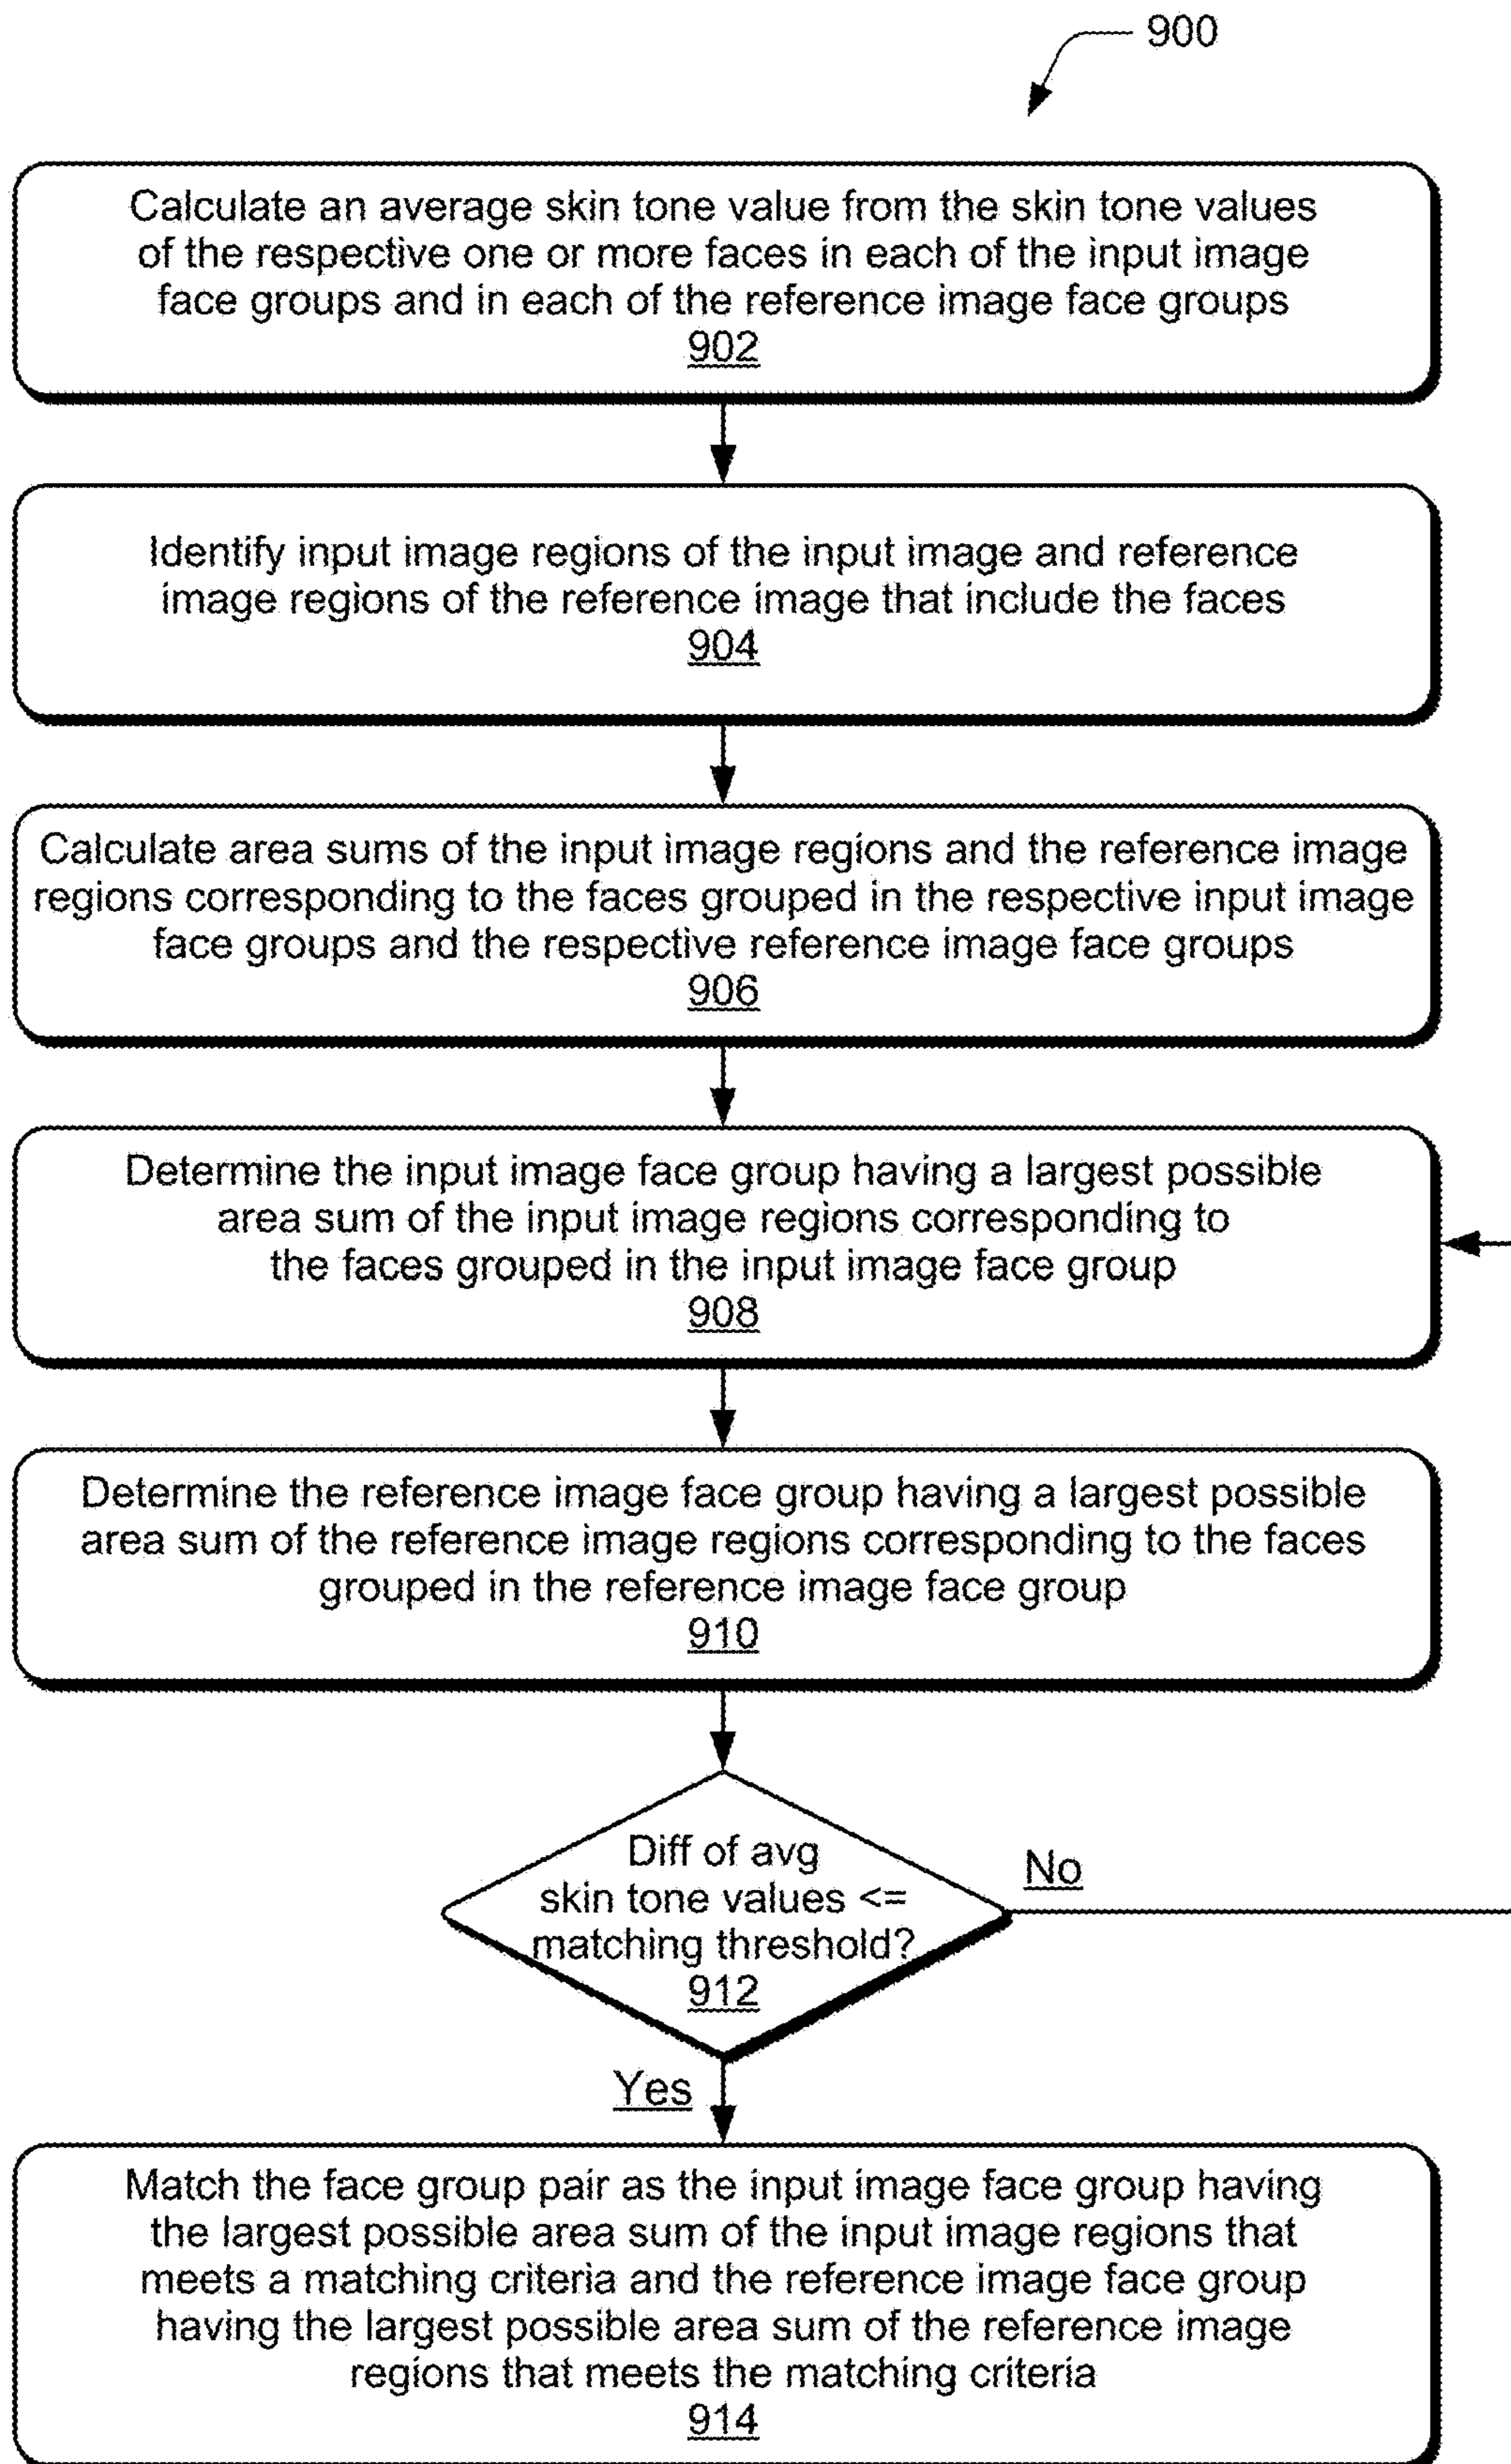 900
Calculate an average skin tone value from the skin tone values
of the respective one or more faces in each of the input image
face groups and in each of the reference image face groups
902
Identify input image regions of the input image and reference
image regions of the reference image that include the faces
904
Calculate area sums of the input image regions and the reference image
regions corresponding to the faces grouped in the respective input image
face groups and the respective reference image face groups
906
Determine the input image face group having a largest possible
area sum of the input image regions corresponding to
the faces grouped in the input image face group
908
Determine the reference image face group having a largest possible
area sum of the reference image regions corresponding to the faces
grouped in the reference image face group
910
Diff of avg
skin tone values <=
matching threshold?
912
No
Yes
Match the face group pair as the input image face group having
the largest possible area sum of the input image regions that
meets a matching criteria and the reference image face group
having the largest possible area sum of the reference image
regions that meets the matching criteria
914